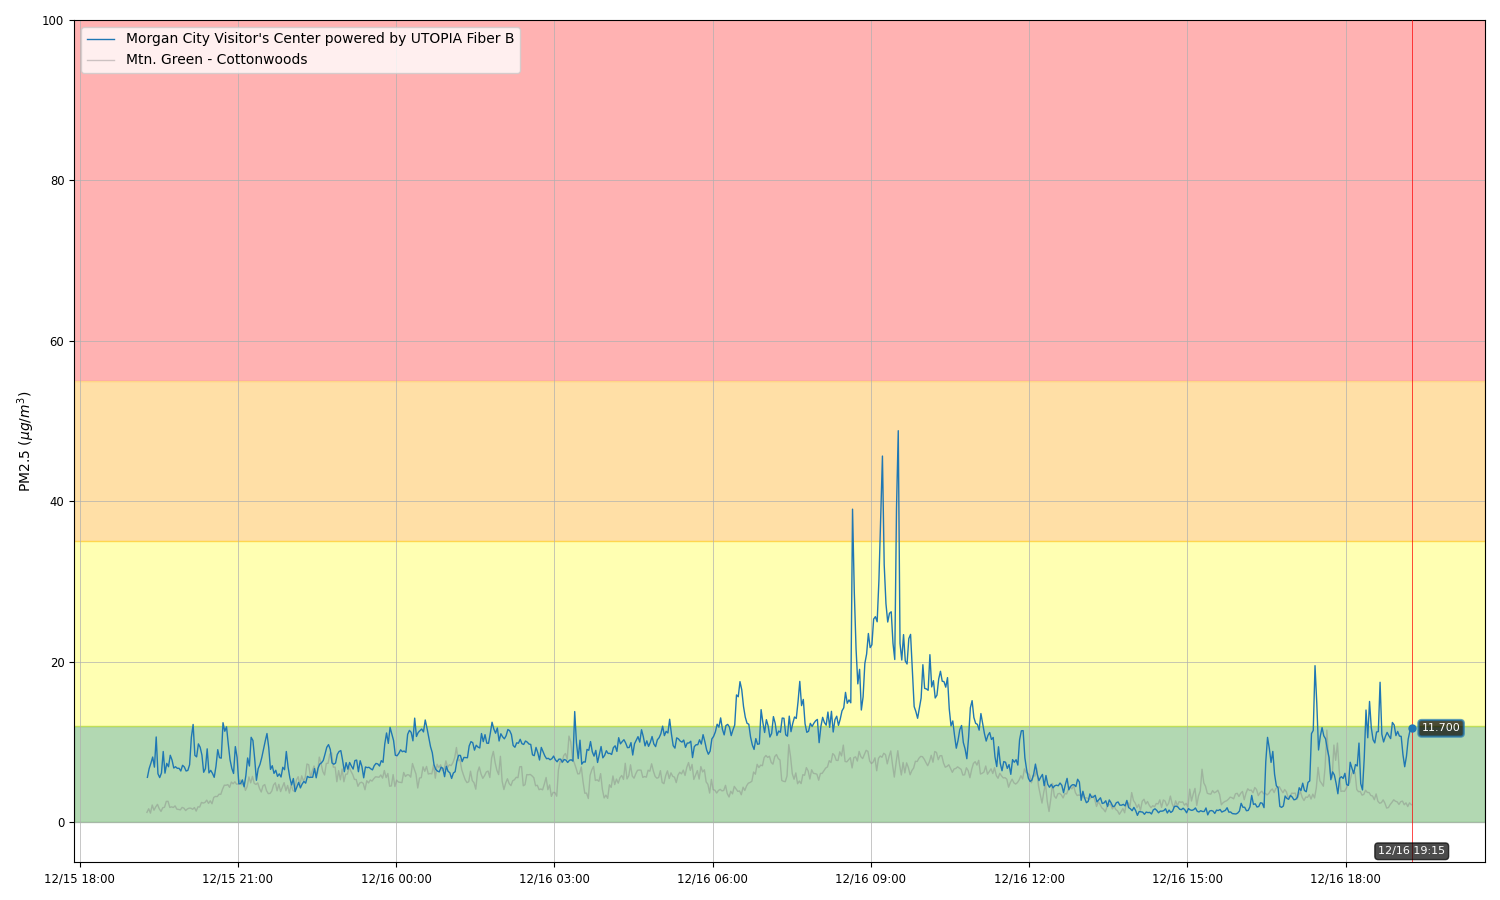 100
80
60
40
20
0
PM2.5 (μg/m³)
Morgan City Visitor's Center powered by UTOPIA Fiber B
Mtn. Green - Cottonwoods
11.700
12/16 19:15
12/15 18:00 12/15 21:00 12/16 00:00 12/16 03:00 12/16 06:00 12/16 09:00 12/16 12:00 12/16 15:00 12/16 18:00